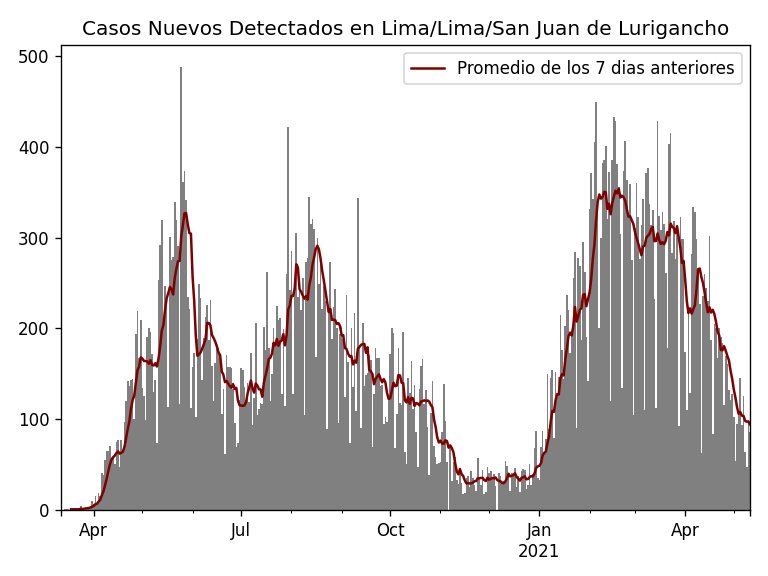 Casos Nuevos Detectados en Lima/Lima/San Juan de Lurigancho
Promedio de los 7 dias anteriores
500
400
300
200
100
0
Apr Jul Oct Jan Apr
2021